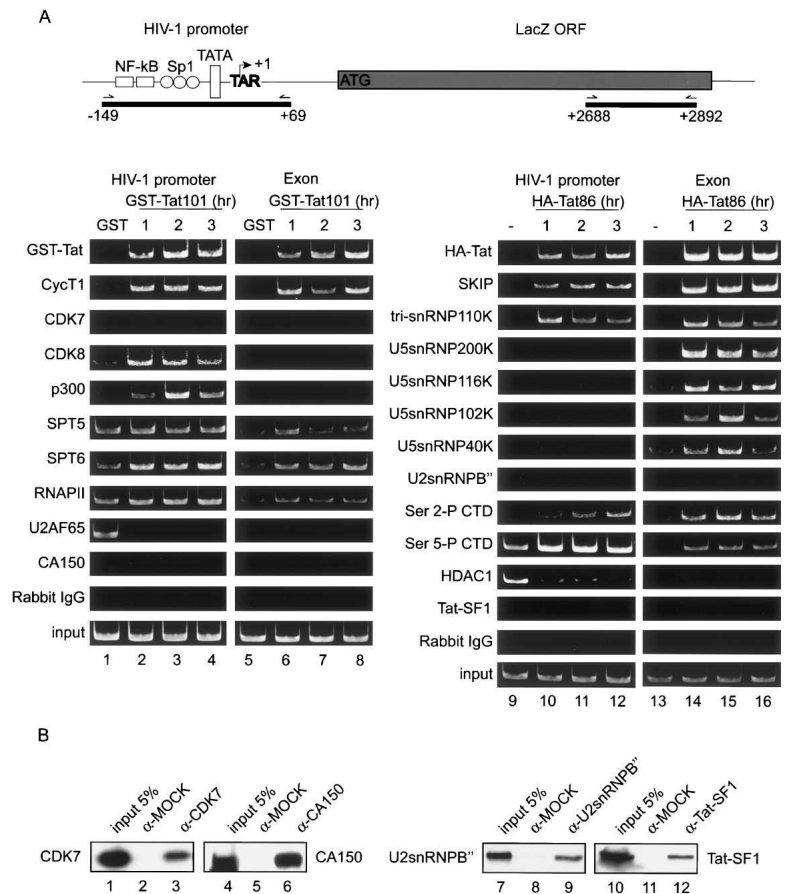 A
HIV-1 promoter
LacZ ORF
TATA
NF-kB
Sp1
+1
TAR
ATG
-149
+69
+2688
+2892
HIV-1 promoter
Exon
GST-Tat101 (hr)
GST-Tat101 (hr)
GST 1 2 3
GST 1 2 3
GST-Tat
CycT1
CDK7
CDK8
p300
SPT5
SPT6
RNAPII
U2AF65
CA150
Rabbit IgG
input
1 2 3 4 5 6 7 8
HIV-1 promoter
Exon
HA-Tat86 (hr)
HA-Tat86 (hr)
- 1 2 3
- 1 2 3
HA-Tat
SKIP
tri-snRNP110K
U5snRNP200K
U5snRNP116K
U5snRNP102K
U5snRNP40K
U2snRNPB"
Ser 2-P CTD
Ser 5-P CTD
HDAC1
Tat-SF1
Rabbit IgG
input
9 10 11 12 13 14 15 16
B
input 5%
α-MOCK
α-CDK7
input 5%
α-MOCK
α-CA150
CDK7
CA150
1 2 3 4 5 6
input 5%
α-MOCK
α-U2snRNPB"
input 5%
α-MOCK
α-Tat-SF1
U2snRNPB"
Tat-SF1
7 8 9 10 11 12